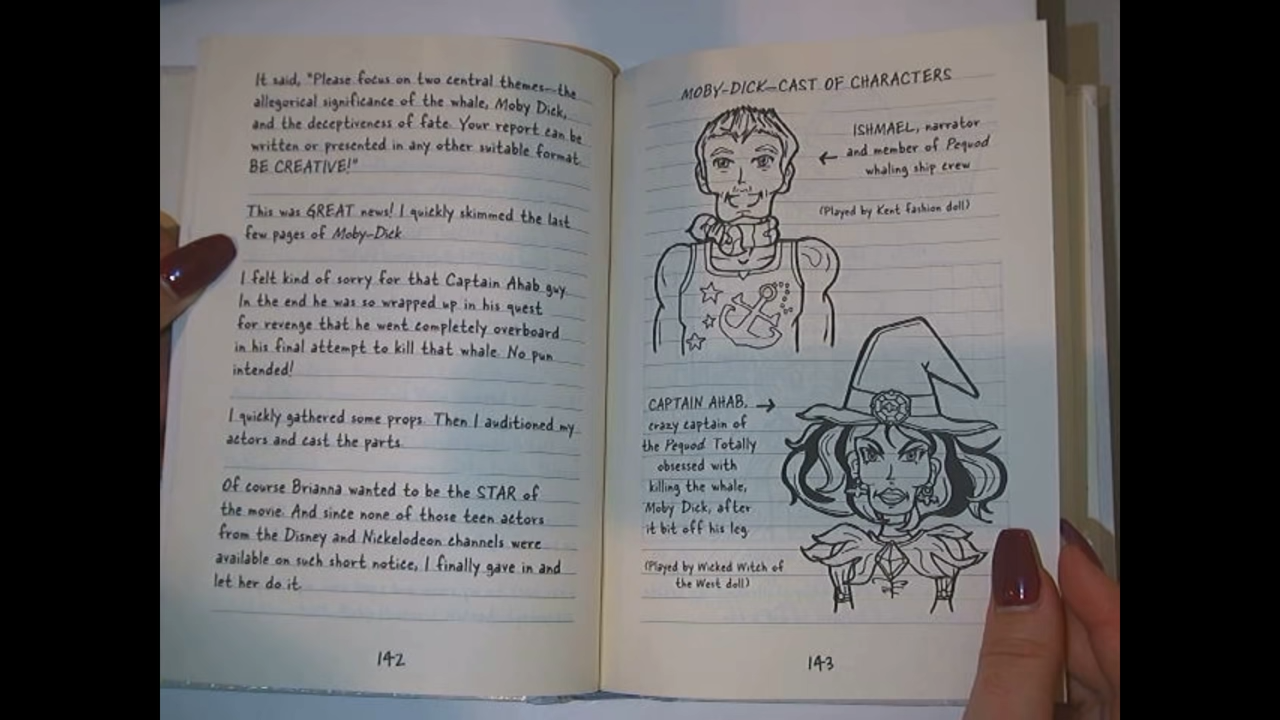 It said, "Please focus on two central themes—the
allegorical significance of the whale, Moby Dick,
and the deceptiveness of fate. Your report can be
written or presented in any other suitable format.
BE CREATIVE!"
This was GREAT news! I quickly skimmed the last
few pages of Moby-Dick.
I felt kind of sorry for that Captain Ahab guy.
In the end he was so wrapped up in his quest
for revenge that he went completely overboard
in his final attempt to kill that whale. No pun
intended!
I quickly gathered some props. Then I auditioned my
actors and cast the parts.
Of course Brianna wanted to be the STAR of
the movie. And since none of those teen actors
from the Disney and Nickelodeon channels were
available on such short notice, I finally gave in and
let her do it.
142
MOBY-DICK—CAST OF CHARACTERS
ISHMAEL, narrator
and member of Pequod
whaling ship crew
(Played by Kent fashion doll)
CAPTAIN AHAB,
crazy captain of
the Pequod. Totally
obsessed with
killing the whale,
Moby Dick, after
it bit off his leg.
(Played by Wicked Witch of
the West doll)
143